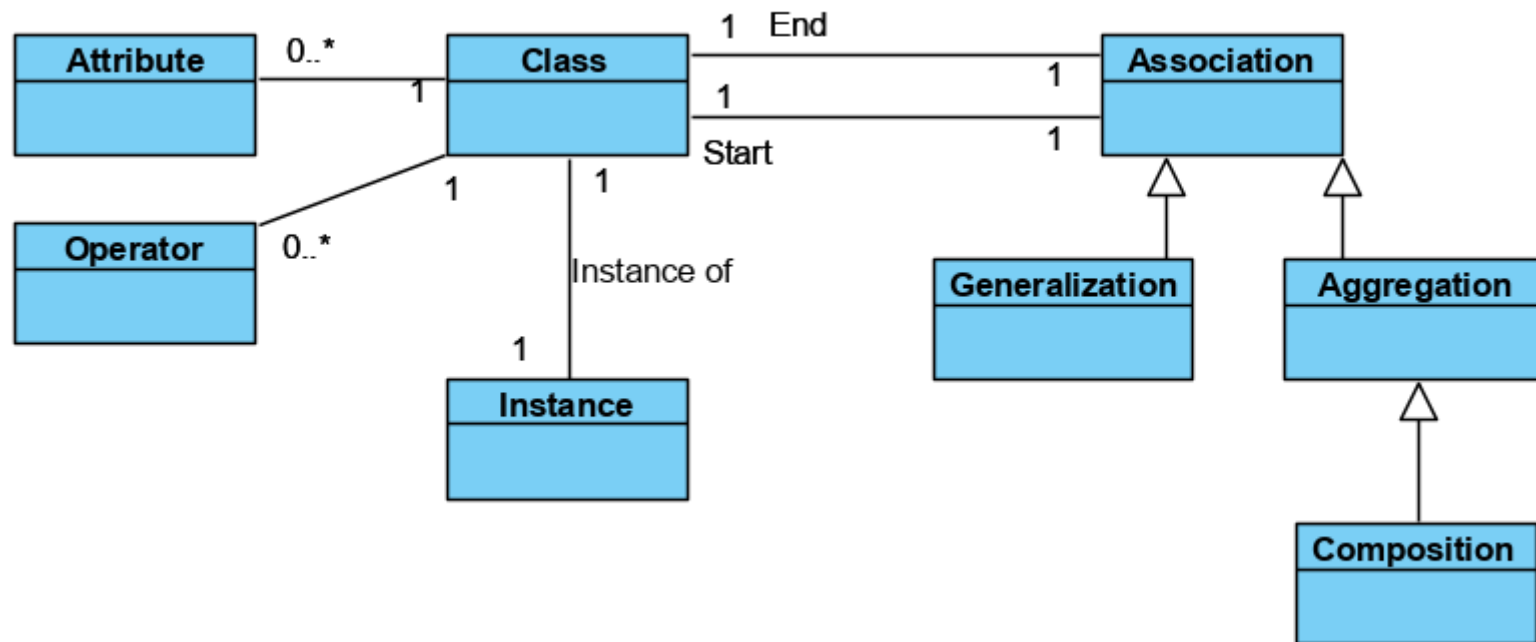 1 End
Attribute 0..* Class Association
1 1
1 1
Start
1 1
Operator 0..*
Instance of
Generalization Aggregation
1
Instance
Composition